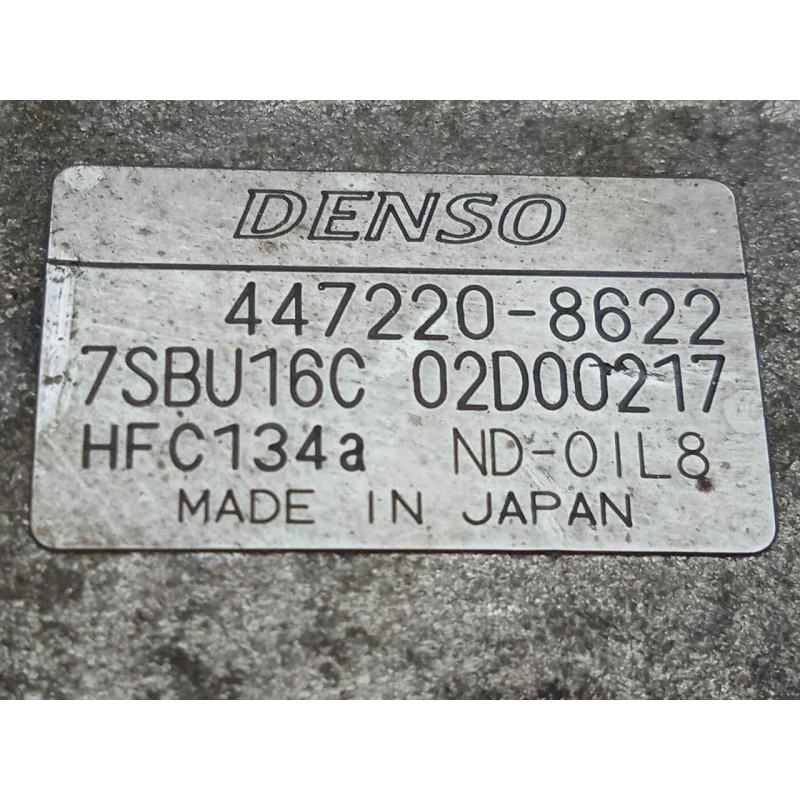 DENSO
447220-8622
7SBU16C 02D00217
HFC134a ND-OIL8
MADE IN JAPAN